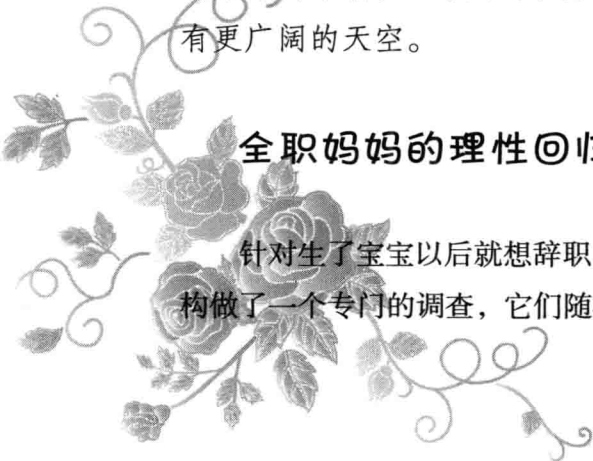 有更广阔的天空。
全职妈妈的理性回归
针对生了宝宝以后就想辞职
构做了一个专门的调查，它们随